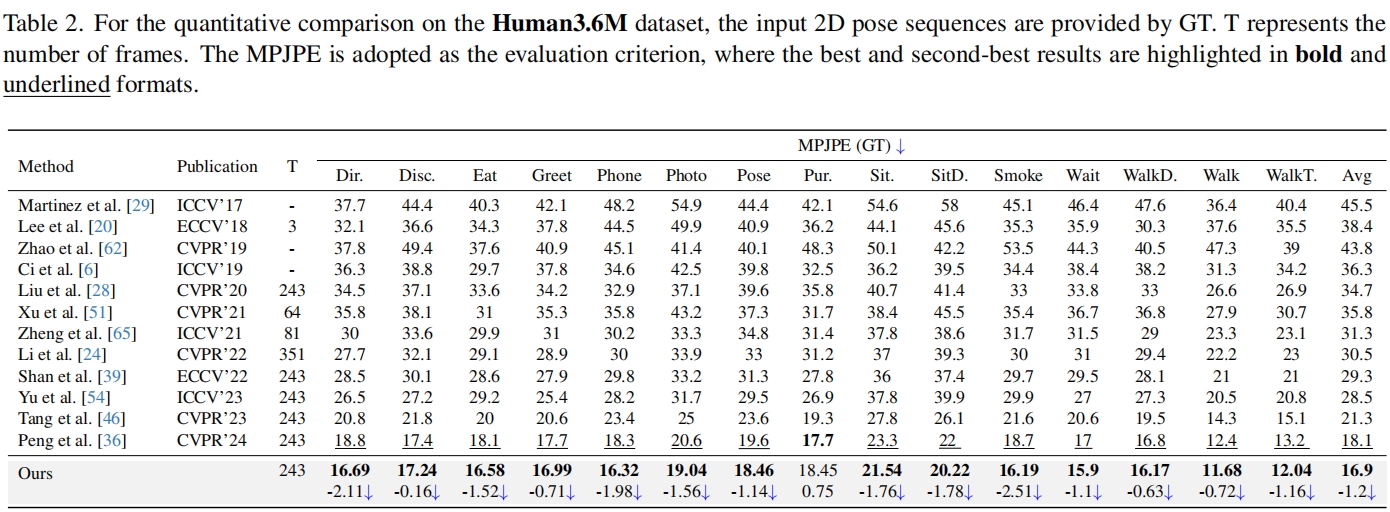 Table 2. For the quantitative comparison on the Human3.6M dataset, the input 2D pose sequences are provided by GT. T represents the
number of frames. The MPJPE is adopted as the evaluation criterion, where the best and second-best results are highlighted in bold and
underlined formats.
Method Publication T MPJPE (GT) ↓
Dir. Disc. Eat Greet Phone Photo Pose Pur. Sit. SitD. Smoke Wait WalkD. Walk WalkT. Avg
Martinez et al. [29] ICCV'17 - 37.7 44.4 40.3 42.1 48.2 54.9 44.4 42.1 54.6 58 45.1 46.4 47.6 36.4 40.4 45.5
Lee et al. [20] ECCV'18 3 32.1 36.6 34.3 37.8 44.5 49.9 40.9 36.2 44.1 45.6 35.3 35.9 30.3 37.6 35.5 38.4
Zhao et al. [62] CVPR'19 - 37.8 49.4 37.6 40.9 45.1 41.4 40.1 48.3 50.1 42.2 53.5 44.3 40.5 47.3 39 43.8
Ci et al. [6] ICCV'19 - 36.3 38.8 29.7 37.8 34.6 42.5 39.8 32.5 36.2 39.5 34.4 38.4 38.2 31.3 34.2 36.3
Liu et al. [28] CVPR'20 243 34.5 37.1 33.6 34.2 32.9 37.1 39.6 35.8 40.7 41.4 33 33.8 33 26.6 26.9 34.7
Xu et al. [51] CVPR'21 64 35.8 38.1 31 35.3 35.8 43.2 37.3 31.7 38.4 45.5 35.4 36.7 36.8 27.9 30.7 35.8
Zheng et al. [65] ICCV'21 81 30 33.6 29.9 31 30.2 33.3 34.8 31.4 37.8 38.6 31.7 31.5 29 23.3 23.1 31.3
Li et al. [24] CVPR'22 351 27.7 32.1 29.1 28.9 30 33.9 33 31.2 37 39.3 30 31 29.4 22.2 23 30.5
Shan et al. [39] ECCV'22 243 28.5 30.1 28.6 27.9 29.8 33.2 31.3 27.8 36 37.4 29.7 29.5 28.1 21 21 29.3
Yu et al. [54] ICCV'23 243 26.5 27.2 29.2 25.4 28.2 31.7 29.5 26.9 37.8 39.9 29.9 27 27.3 20.5 20.8 28.5
Tang et al. [46] CVPR'23 243 20.8 21.8 20 20.6 23.4 25 23.6 19.3 27.8 26.1 21.6 20.6 19.5 14.3 15.1 21.3
Peng et al. [36] CVPR'24 243 18.8 17.4 18.1 17.7 18.3 20.6 19.6 17.7 23.3 22 18.7 17 16.8 12.4 13.2 18.1
Ours 243 16.69 17.24 16.58 16.99 16.32 19.04 18.46 18.45 21.54 20.22 16.19 15.9 16.17 11.68 12.04 16.9
-2.11↓ -0.16↓ -1.52↓ -0.71↓ -1.98↓ -1.56↓ -1.14↓ 0.75 -1.76↓ -1.78↓ -2.51↓ -1.1↓ -0.63↓ -0.72↓ -1.16↓ -1.2↓